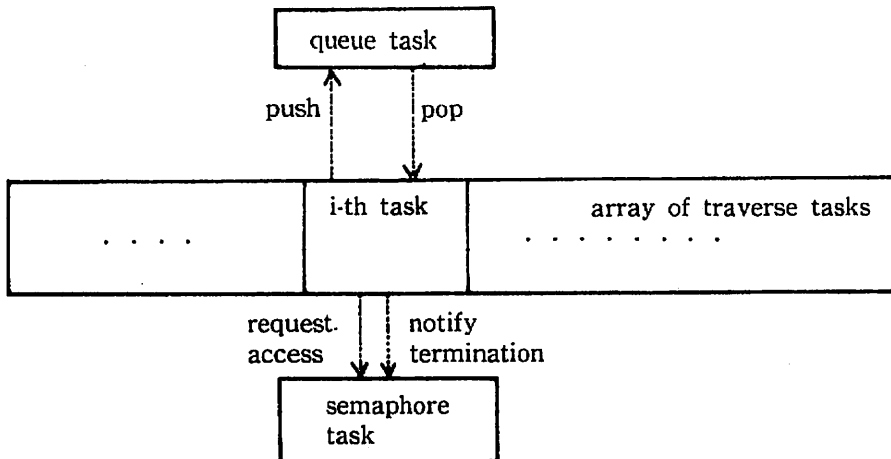 queue task
push
pop
i-th task
array of traverse tasks
. . . .
. . . . . . . . .
request.
access
notify
termination
semaphore
task